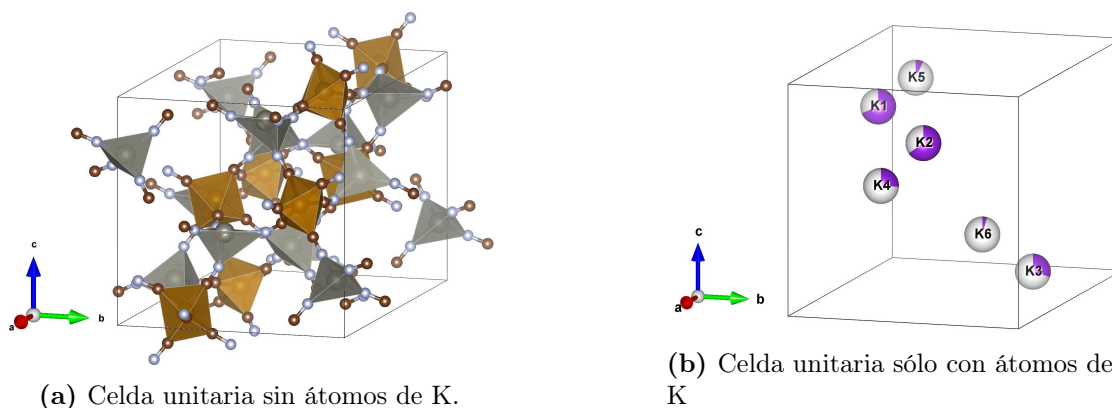 c
a
b
(a) Celda unitaria sin átomos de K.
K5
K1
K2
K4
K6
K3
c
a
b
(b) Celda unitaria sólo con átomos de
K